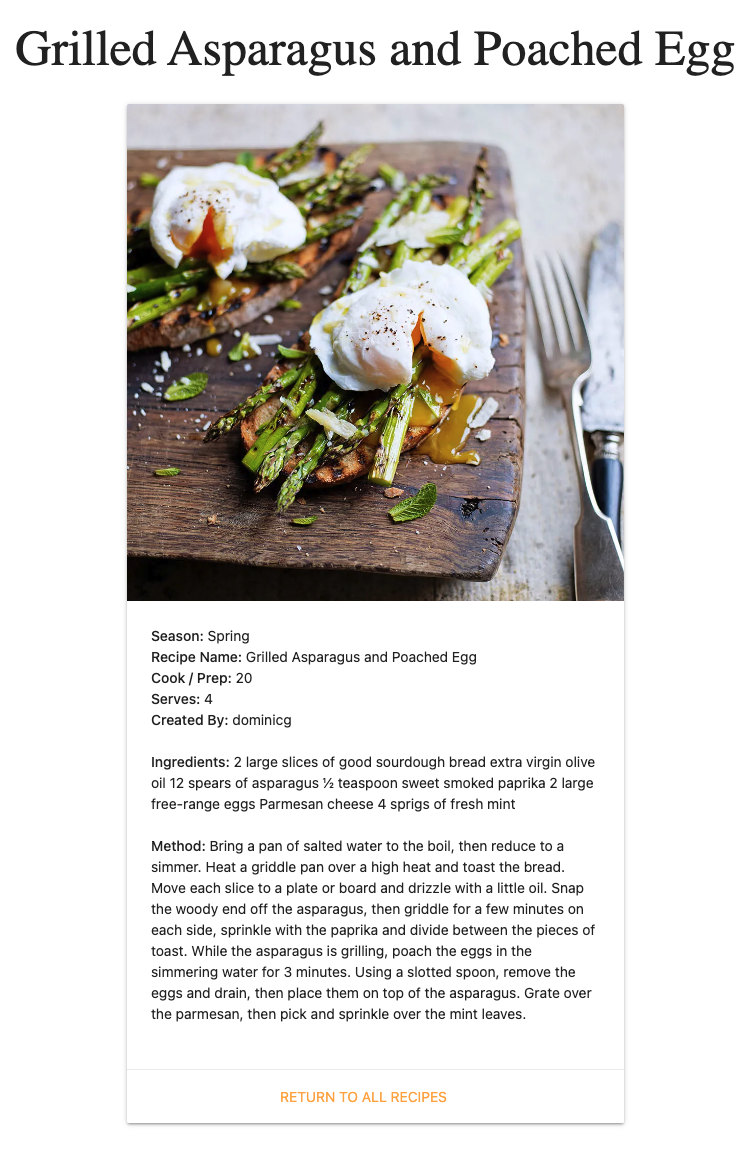 Grilled Asparagus and Poached Egg
Season: Spring
Recipe Name: Grilled Asparagus and Poached Egg
Cook / Prep: 20
Serves: 4
Created By: dominicg
Ingredients: 2 large slices of good sourdough bread extra virgin olive
oil 12 spears of asparagus ½ teaspoon sweet smoked paprika 2 large
free-range eggs Parmesan cheese 4 sprigs of fresh mint
Method: Bring a pan of salted water to the boil, then reduce to a
simmer. Heat a griddle pan over a high heat and toast the bread.
Move each slice to a plate or board and drizzle with a little oil. Snap
the woody end off the asparagus, then griddle for a few minutes on
each side, sprinkle with the paprika and divide between the pieces of
toast. While the asparagus is grilling, poach the eggs in the
simmering water for 3 minutes. Using a slotted spoon, remove the
eggs and drain, then place them on top of the asparagus. Grate over
the parmesan, then pick and sprinkle over the mint leaves.
RETURN TO ALL RECIPES